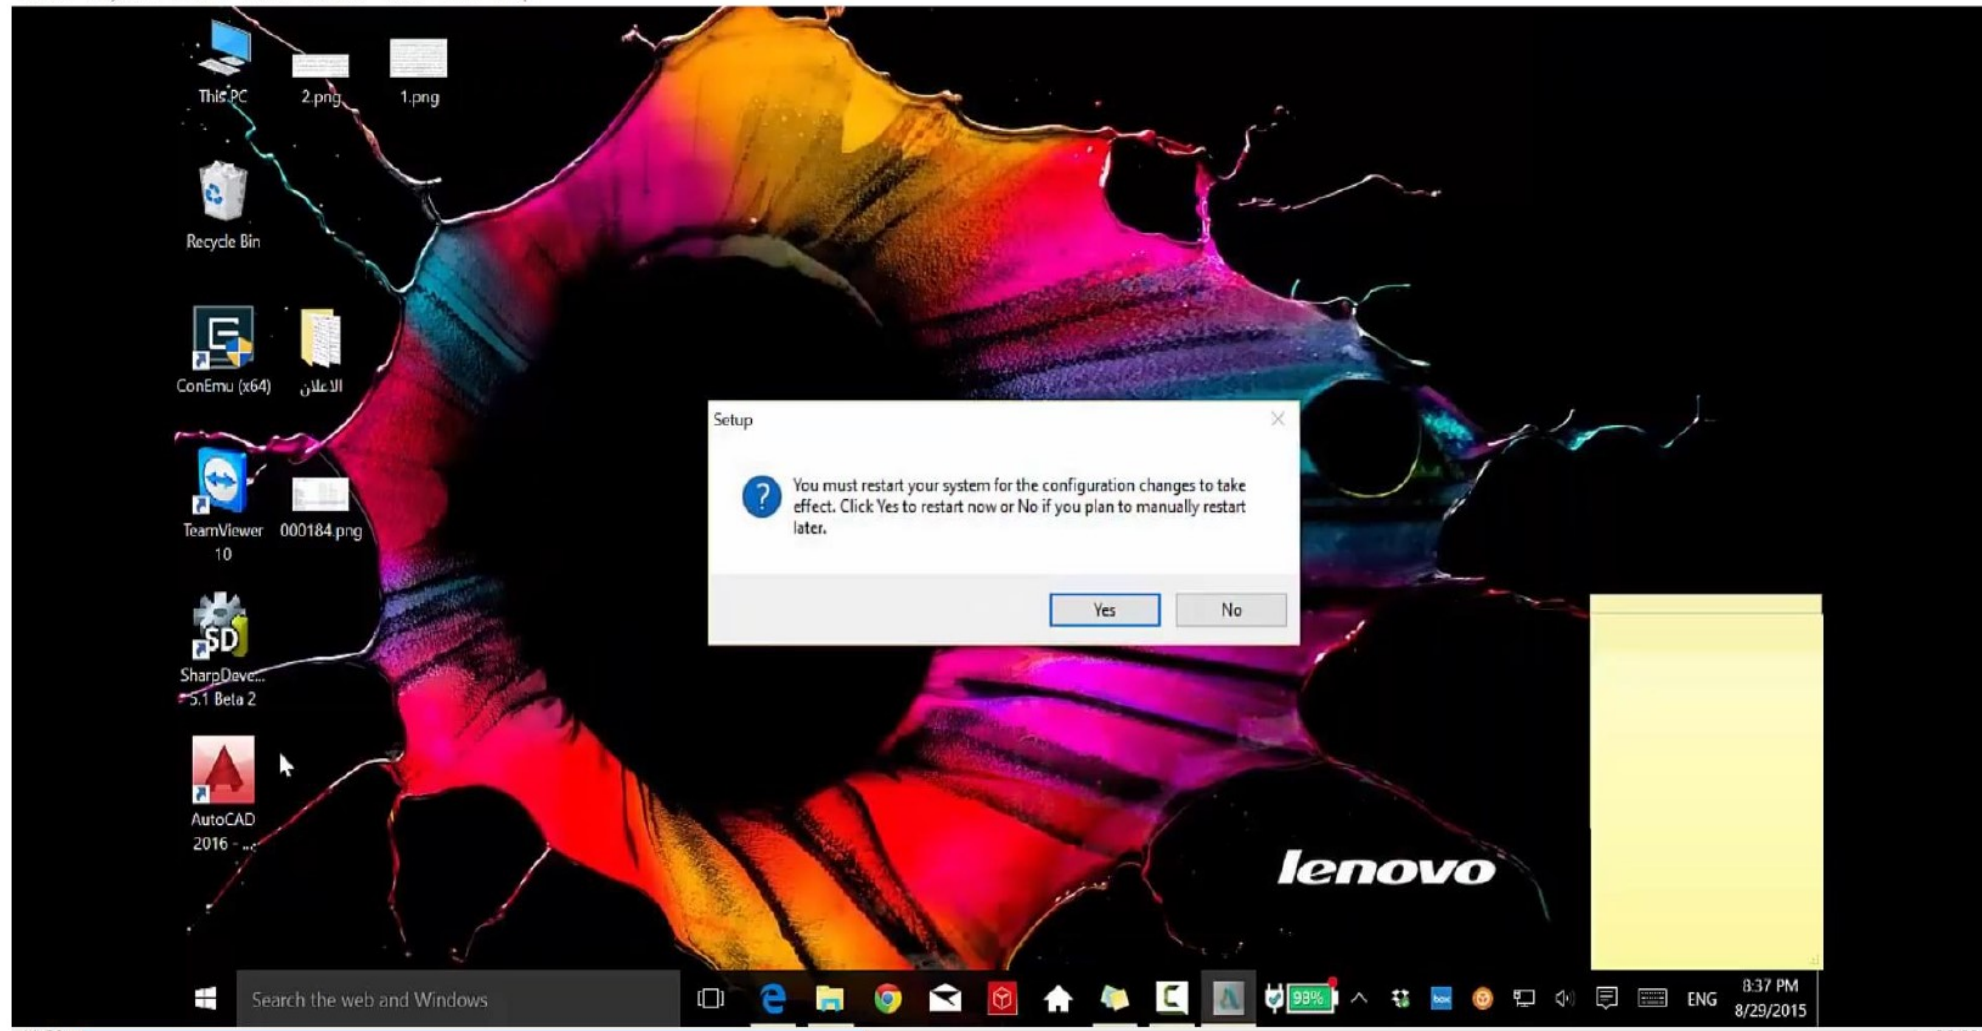 This PC
2.png
1.png
Recycle Bin
ConEmu (x64)
الاعلان
TeamViewer
10
000184.png
SharpDeve...
5.1 Beta 2
AutoCAD
2016 - ...
Setup
You must restart your system for the configuration changes to take
effect. Click Yes to restart now or No if you plan to manually restart
later.
Yes
No
lenovo
Search the web and Windows
98%
box
ENG
8:37 PM
8/29/2015